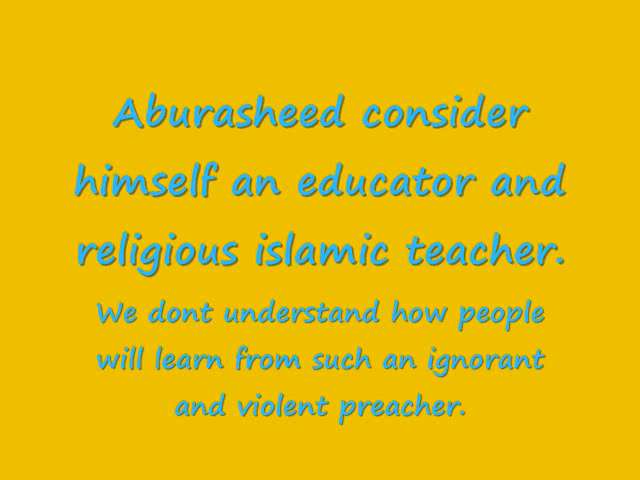 Aburasheed consider
himself an educator and
religious islamic teacher.
We dont understand how people
will learn from such an ignorant
and violent preacher.